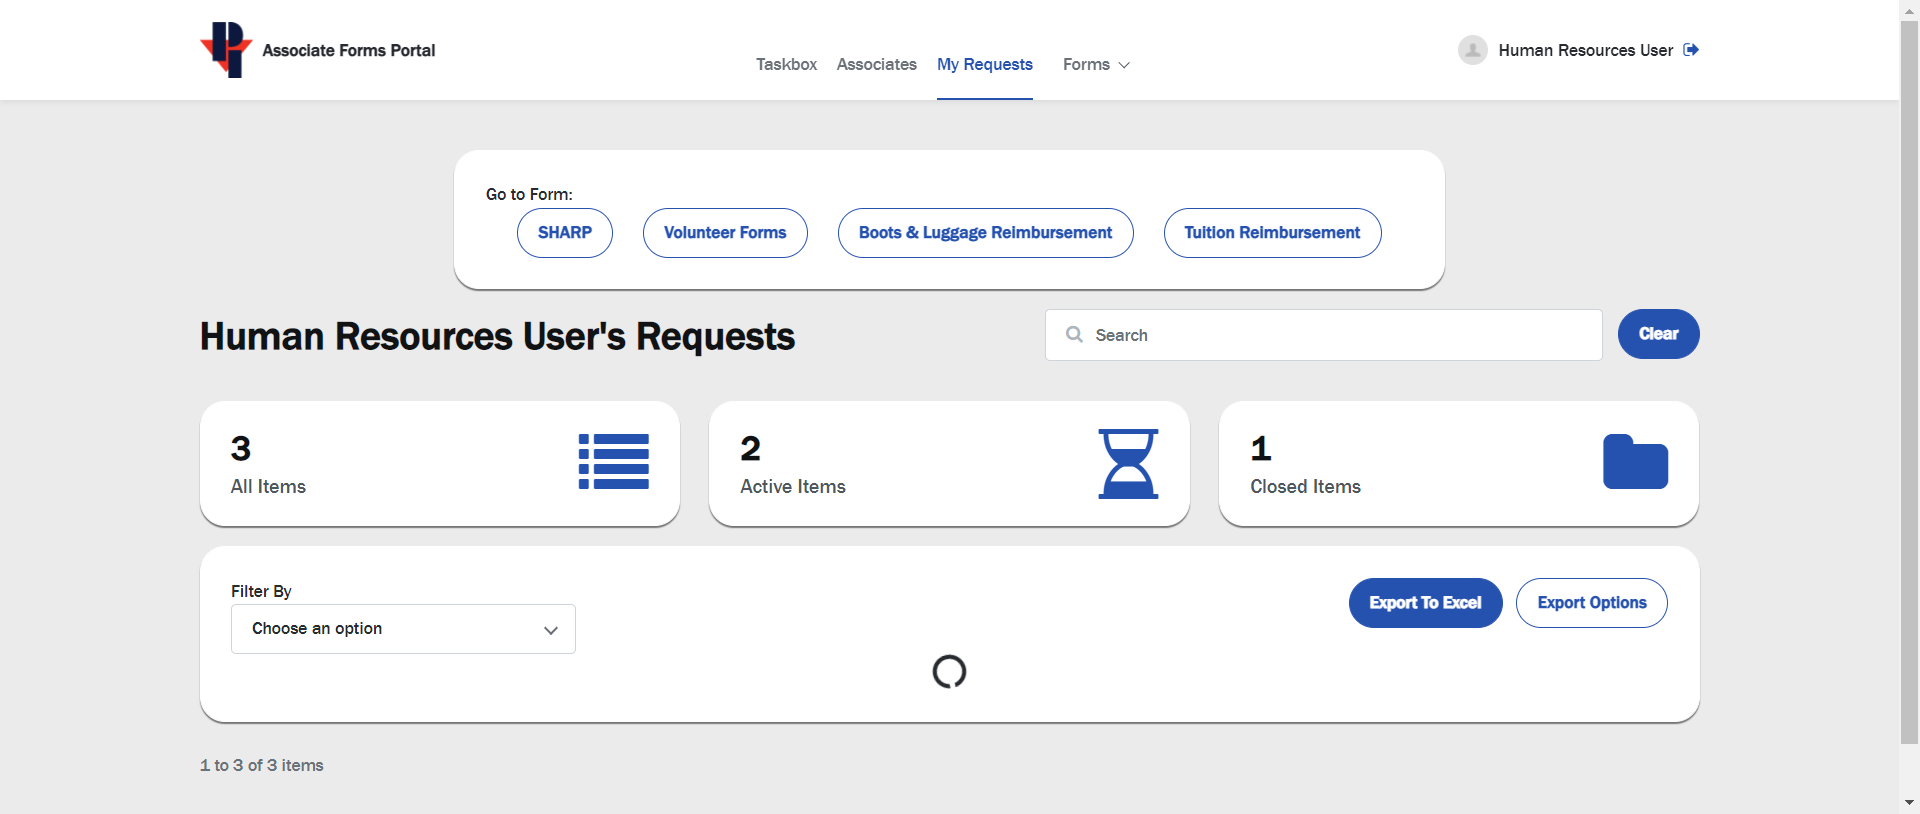 Associate Forms Portal
Taskbox Associates My Requests Forms
Human Resources User
Go to Form:
SHARP Volunteer Forms Boots & Luggage Reimbursement Tuition Reimbursement
Human Resources User's Requests
Search
Clear
3
All Items
2
Active Items
1
Closed Items
Filter By
Choose an option
Export To Excel Export Options
1 to 3 of 3 items